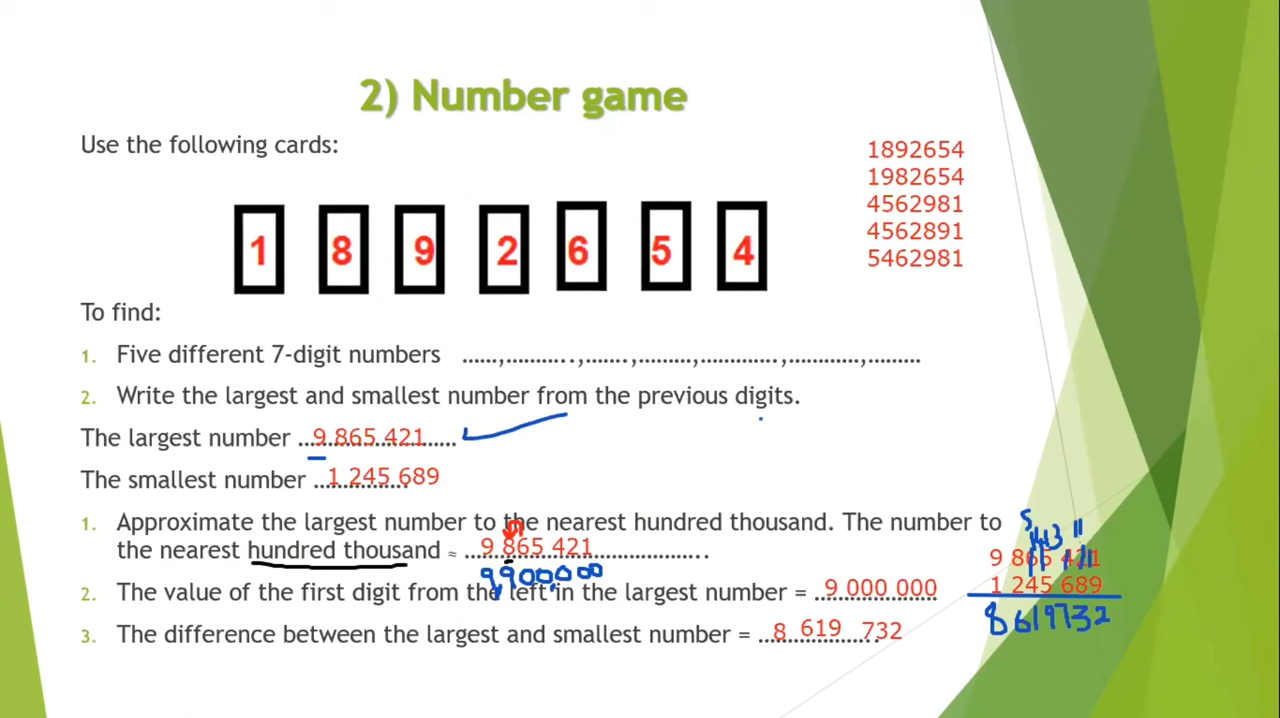 2) Number game
Use the following cards:
1892654
1982654
4562981
4562891
5462981
1 8 9 2 6 5 4
To find:
1. Five different 7-digit numbers ......,...........,.......,.........,.............,...........,........
2. Write the largest and smallest number from the previous digits.
The largest number ...9.865.421......
The smallest number ...1.245.689
1. Approximate the largest number to the nearest hundred thousand. The number to
the nearest hundred thousand ≈ ...9 865 421..................
9,900,000
2. The value of the first digit from the left in the largest number = ...9 000 000
3. The difference between the largest and smallest number = ...8 619 732
9 865 421
1 245 689
8619732